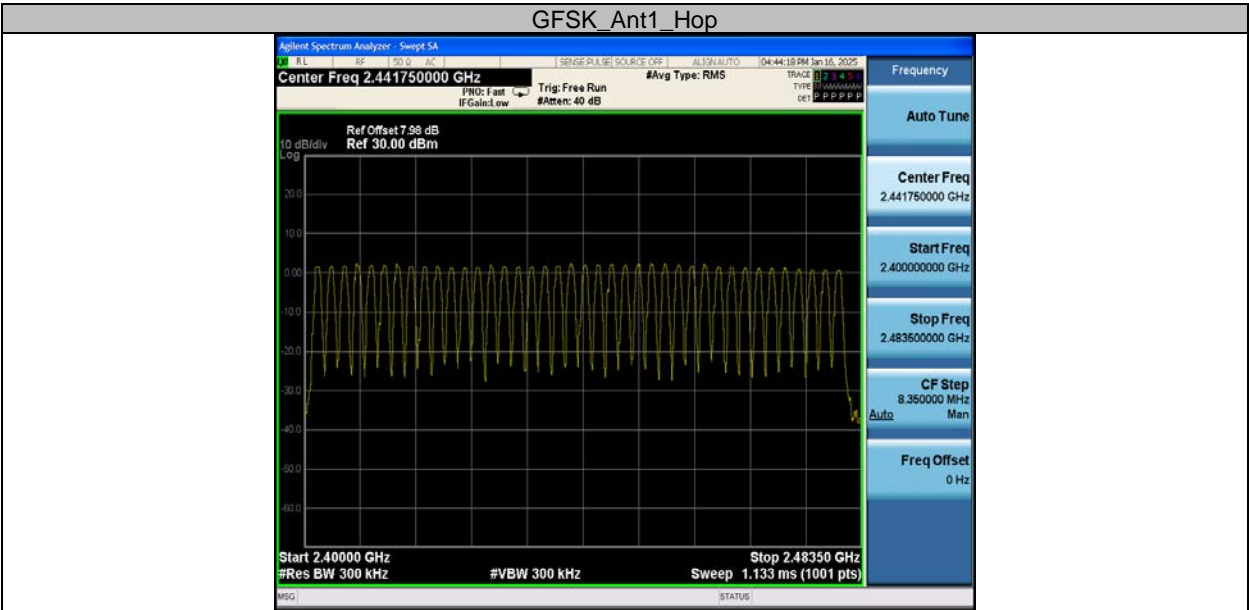 GFSK_Ant1_Hop
Agilent Spectrum Analyzer - Swept SA
RL RF 50 Ω AC SENSE:PULSE SOURCE OFF ALIGNAUTO 04:44:18 PM Jan 16, 2025
Center Freq 2.441750000 GHz
PNO: Fast
IFGain:Low
Trig: Free Run
#Atten: 40 dB
#Avg Type: RMS
TRACE 1 2 3 4 5 6
TYPE M
DET P P P P P P
Ref Offset 7.98 dB
10 dB/div Ref 30.00 dBm
Log
20.0
10.0
0.00
-10.0
-20.0
-30.0
-40.0
-50.0
-60.0
Start 2.40000 GHz Stop 2.48350 GHz
#Res BW 300 kHz #VBW 300 kHz Sweep 1.133 ms (1001 pts)
MSG STATUS
Frequency
Auto Tune
Center Freq
2.441750000 GHz
Start Freq
2.400000000 GHz
Stop Freq
2.483500000 GHz
CF Step
8.350000 MHz
Auto Man
Freq Offset
0 Hz